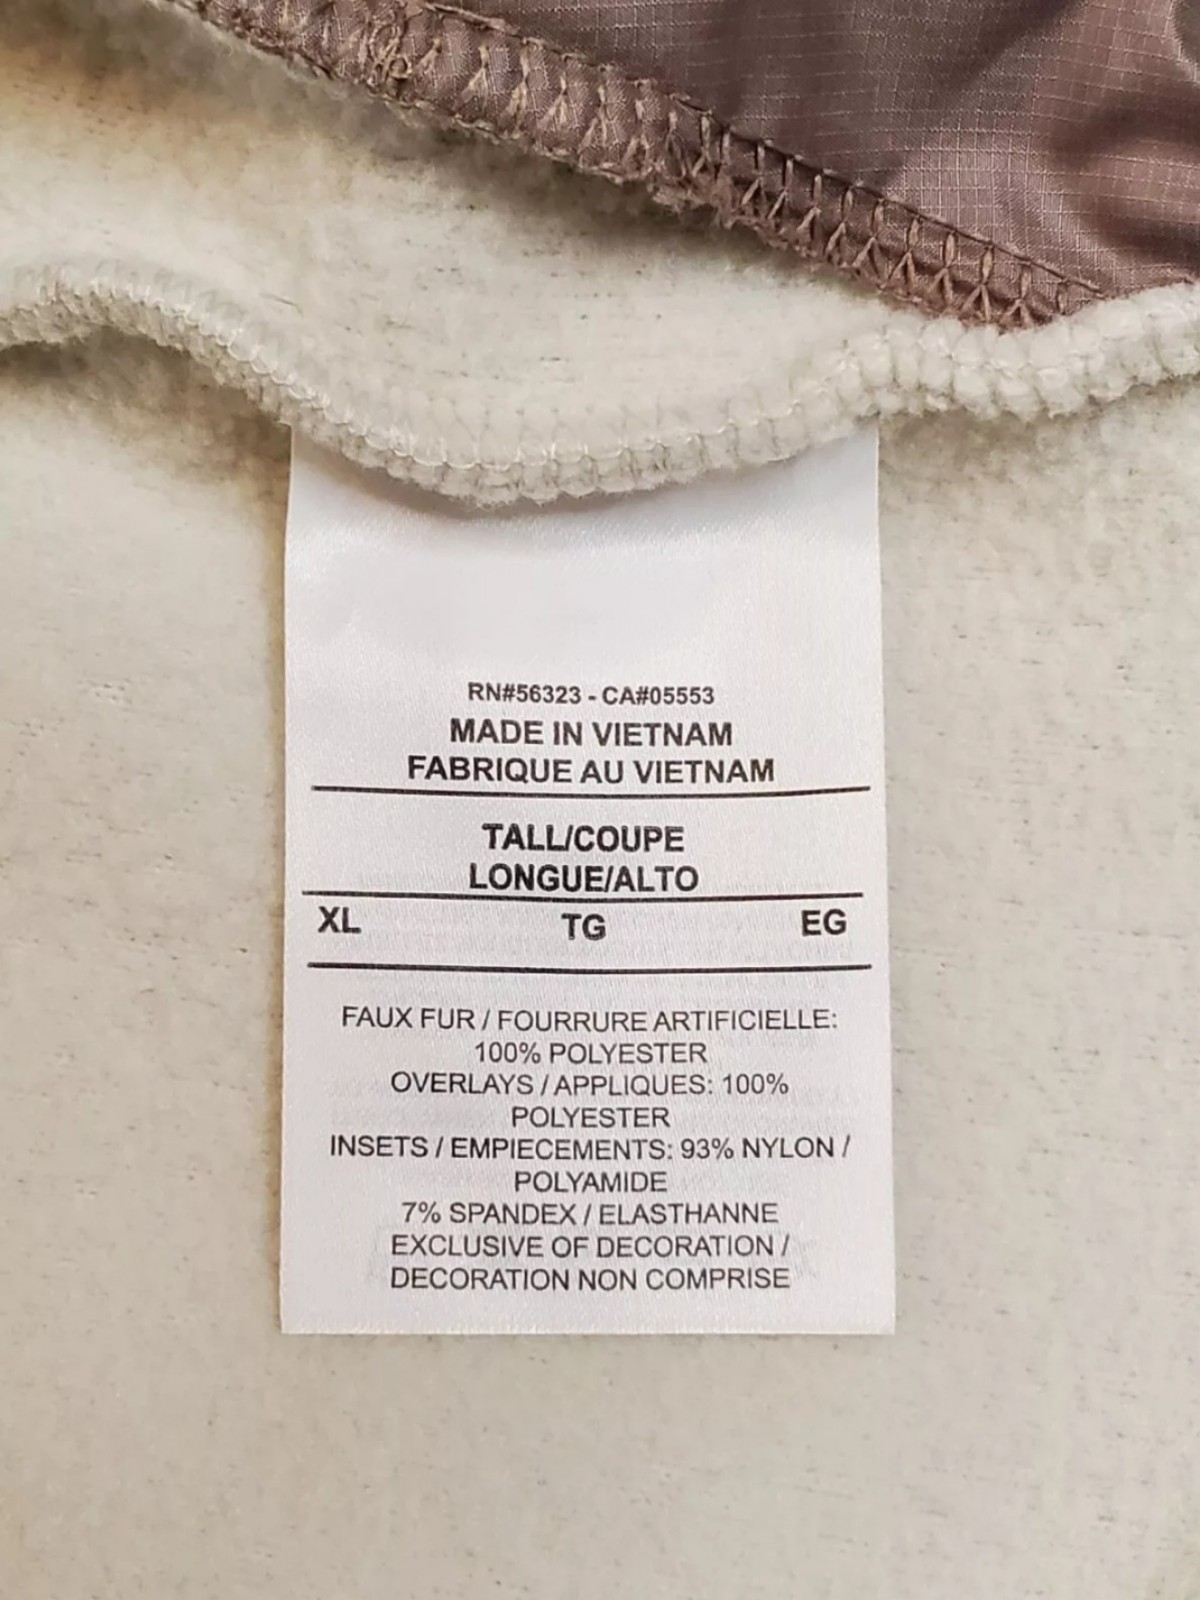 RN#56323 - CA#05553
MADE IN VIETNAM
FABRIQUE AU VIETNAM
TALL/COUPE
LONGUE/ALTO
XL TG EG
FAUX FUR / FOURRURE ARTIFICIELLE:
100% POLYESTER
OVERLAYS / APPLIQUES: 100%
POLYESTER
INSETS / EMPIECEMENTS: 93% NYLON /
POLYAMIDE
7% SPANDEX / ELASTHANNE
EXCLUSIVE OF DECORATION /
DECORATION NON COMPRISE